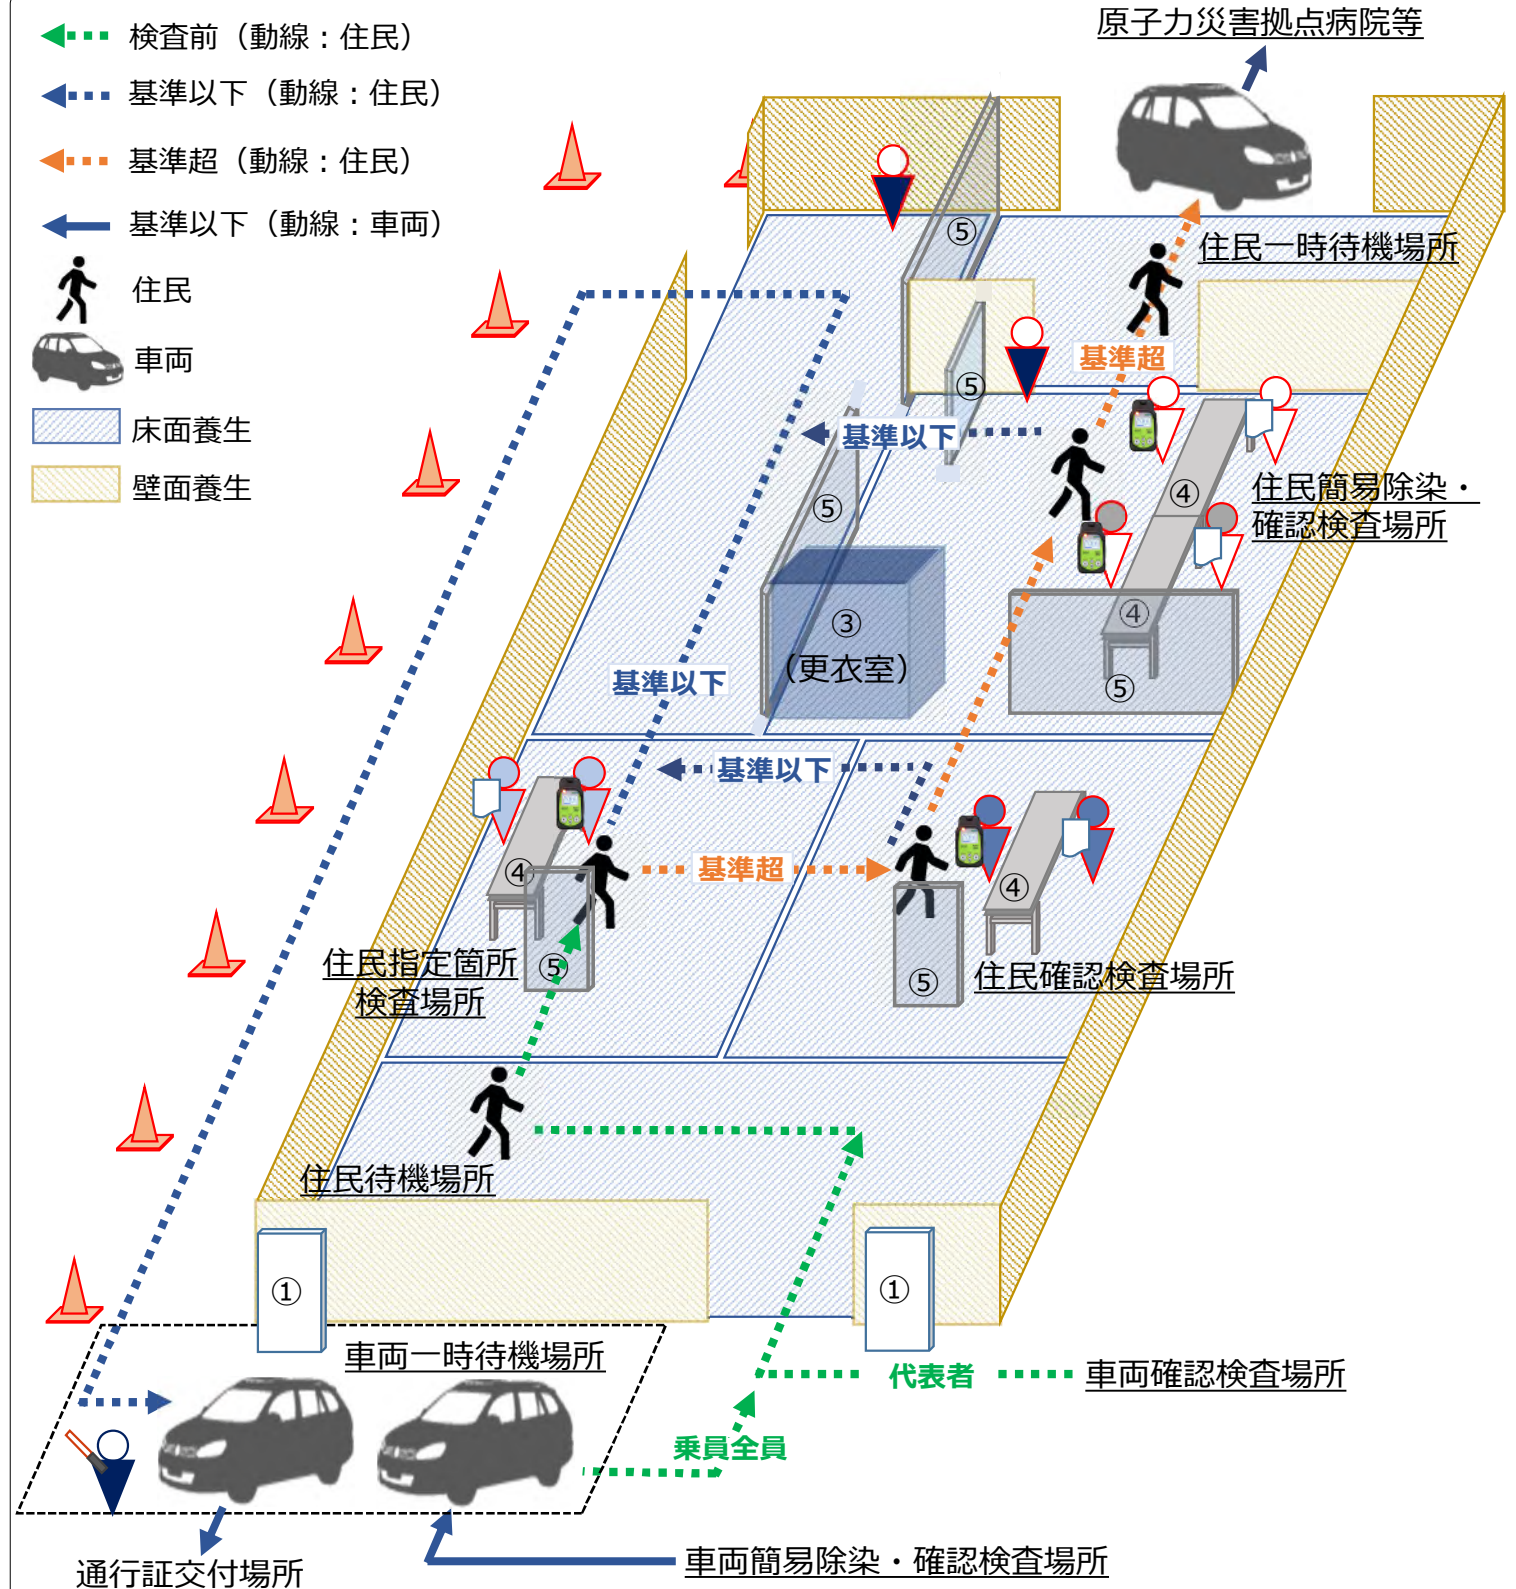 検査前（動線：住民）
基準以下（動線：住民）
基準超（動線：住民）
基準以下（動線：車両）
住民
車両
床面養生
壁面養生
原子力災害拠点病院等
⑤
住民一時待機場所
基準超
⑤
基準以下
⑤
④
住民簡易除染・
確認検査場所
③
（更衣室）
④
⑤
基準以下
基準以下
④
基準超
④
住民指定箇所
検査場所
⑤
⑤
住民確認検査場所
住民待機場所
①
①
車両一時待機場所
代表者
車両確認検査場所
乗員全員
通行証交付場所
車両簡易除染・確認検査場所